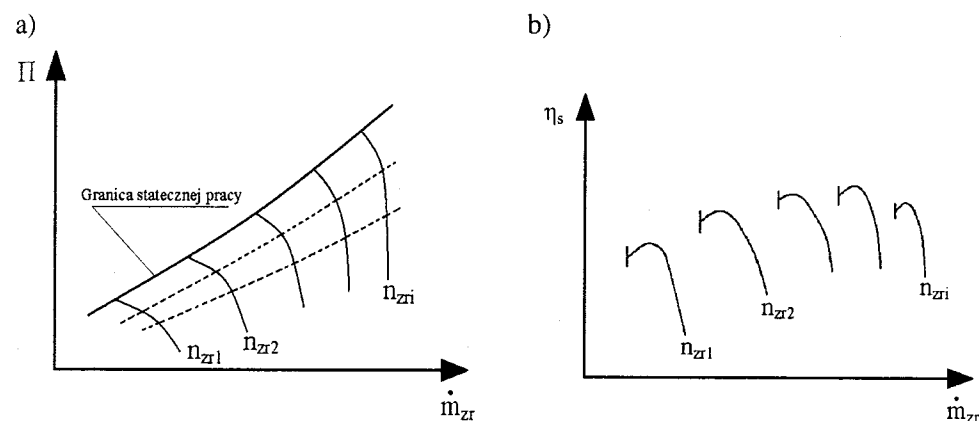 a)
Π
Granica statecznej pracy
n_zr1
n_zr2
n_zri
ṁ_zr
b)
η_s
n_zr1
n_zr2
n_zri
ṁ_zr